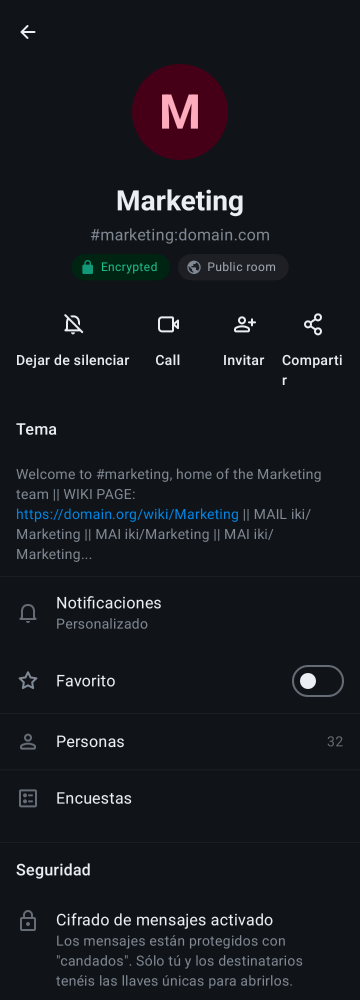 M
Marketing
#marketing:domain.com
Encrypted
Public room
Dejar de silenciar
Call
Invitar
Comparti
r
Tema
Welcome to #marketing, home of the Marketing
team || WIKI PAGE:
https://domain.org/wiki/Marketing || MAIL iki/
Marketing || MAI iki/Marketing || MAI iki/
Marketing...
Notificaciones
Personalizado
Favorito
Personas
32
Encuestas
Seguridad
Cifrado de mensajes activado
Los mensajes están protegidos con
"candados". Sólo tú y los destinatarios
tenéis las llaves únicas para abrirlos.